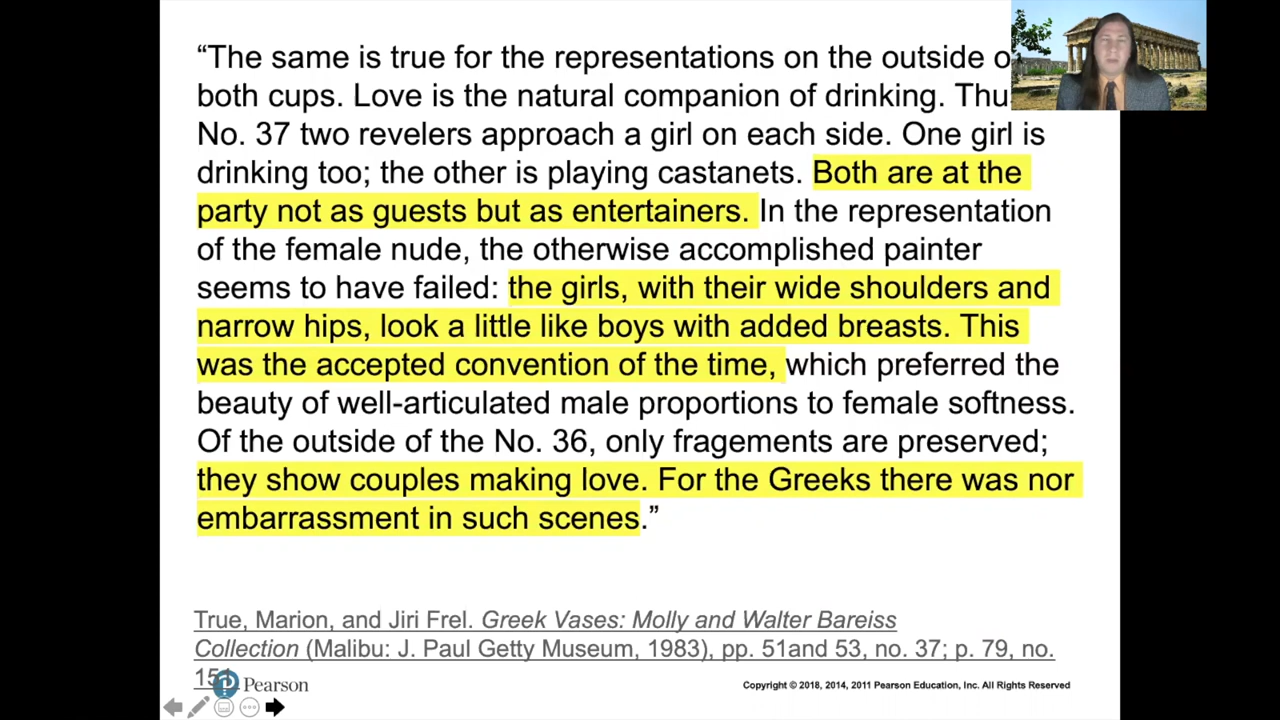 “The same is true for the representations on the outside o
both cups. Love is the natural companion of drinking. Thu
No. 37 two revelers approach a girl on each side. One girl is
drinking too; the other is playing castanets. Both are at the
party not as guests but as entertainers. In the representation
of the female nude, the otherwise accomplished painter
seems to have failed: the girls, with their wide shoulders and
narrow hips, look a little like boys with added breasts. This
was the accepted convention of the time, which preferred the
beauty of well-articulated male proportions to female softness.
Of the outside of the No. 36, only fragements are preserved;
they show couples making love. For the Greeks there was nor
embarrassment in such scenes.”
True, Marion, and Jiri Frel. Greek Vases: Molly and Walter Bareiss
Collection (Malibu: J. Paul Getty Museum, 1983), pp. 51and 53, no. 37; p. 79, no.
Pearson
Copyright © 2018, 2014, 2011 Pearson Education, Inc. All Rights Reserved